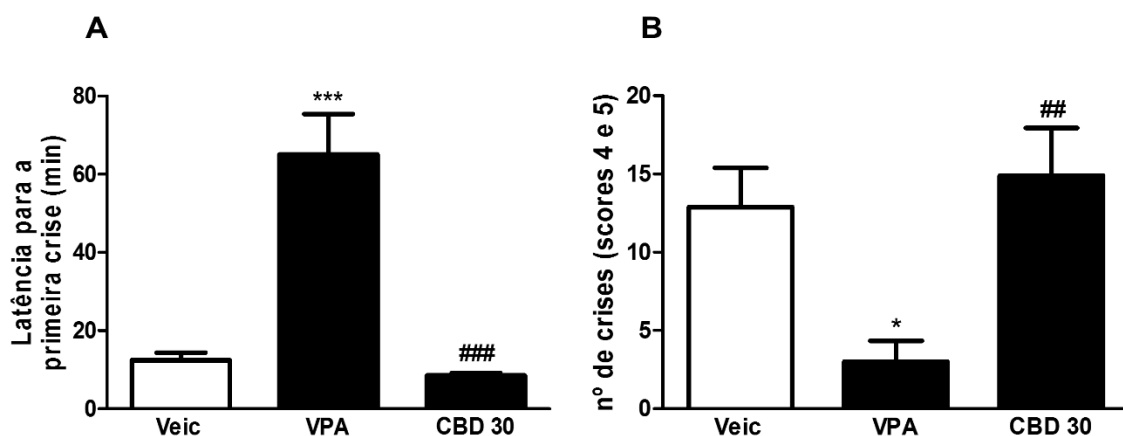 A
Latência para a
primeira crise (min)
80
60
40
20
0
***
###
Veic
VPA
CBD 30
B
nº de crises (scores 4 e 5)
20
15
10
5
0
*
##
Veic
VPA
CBD 30